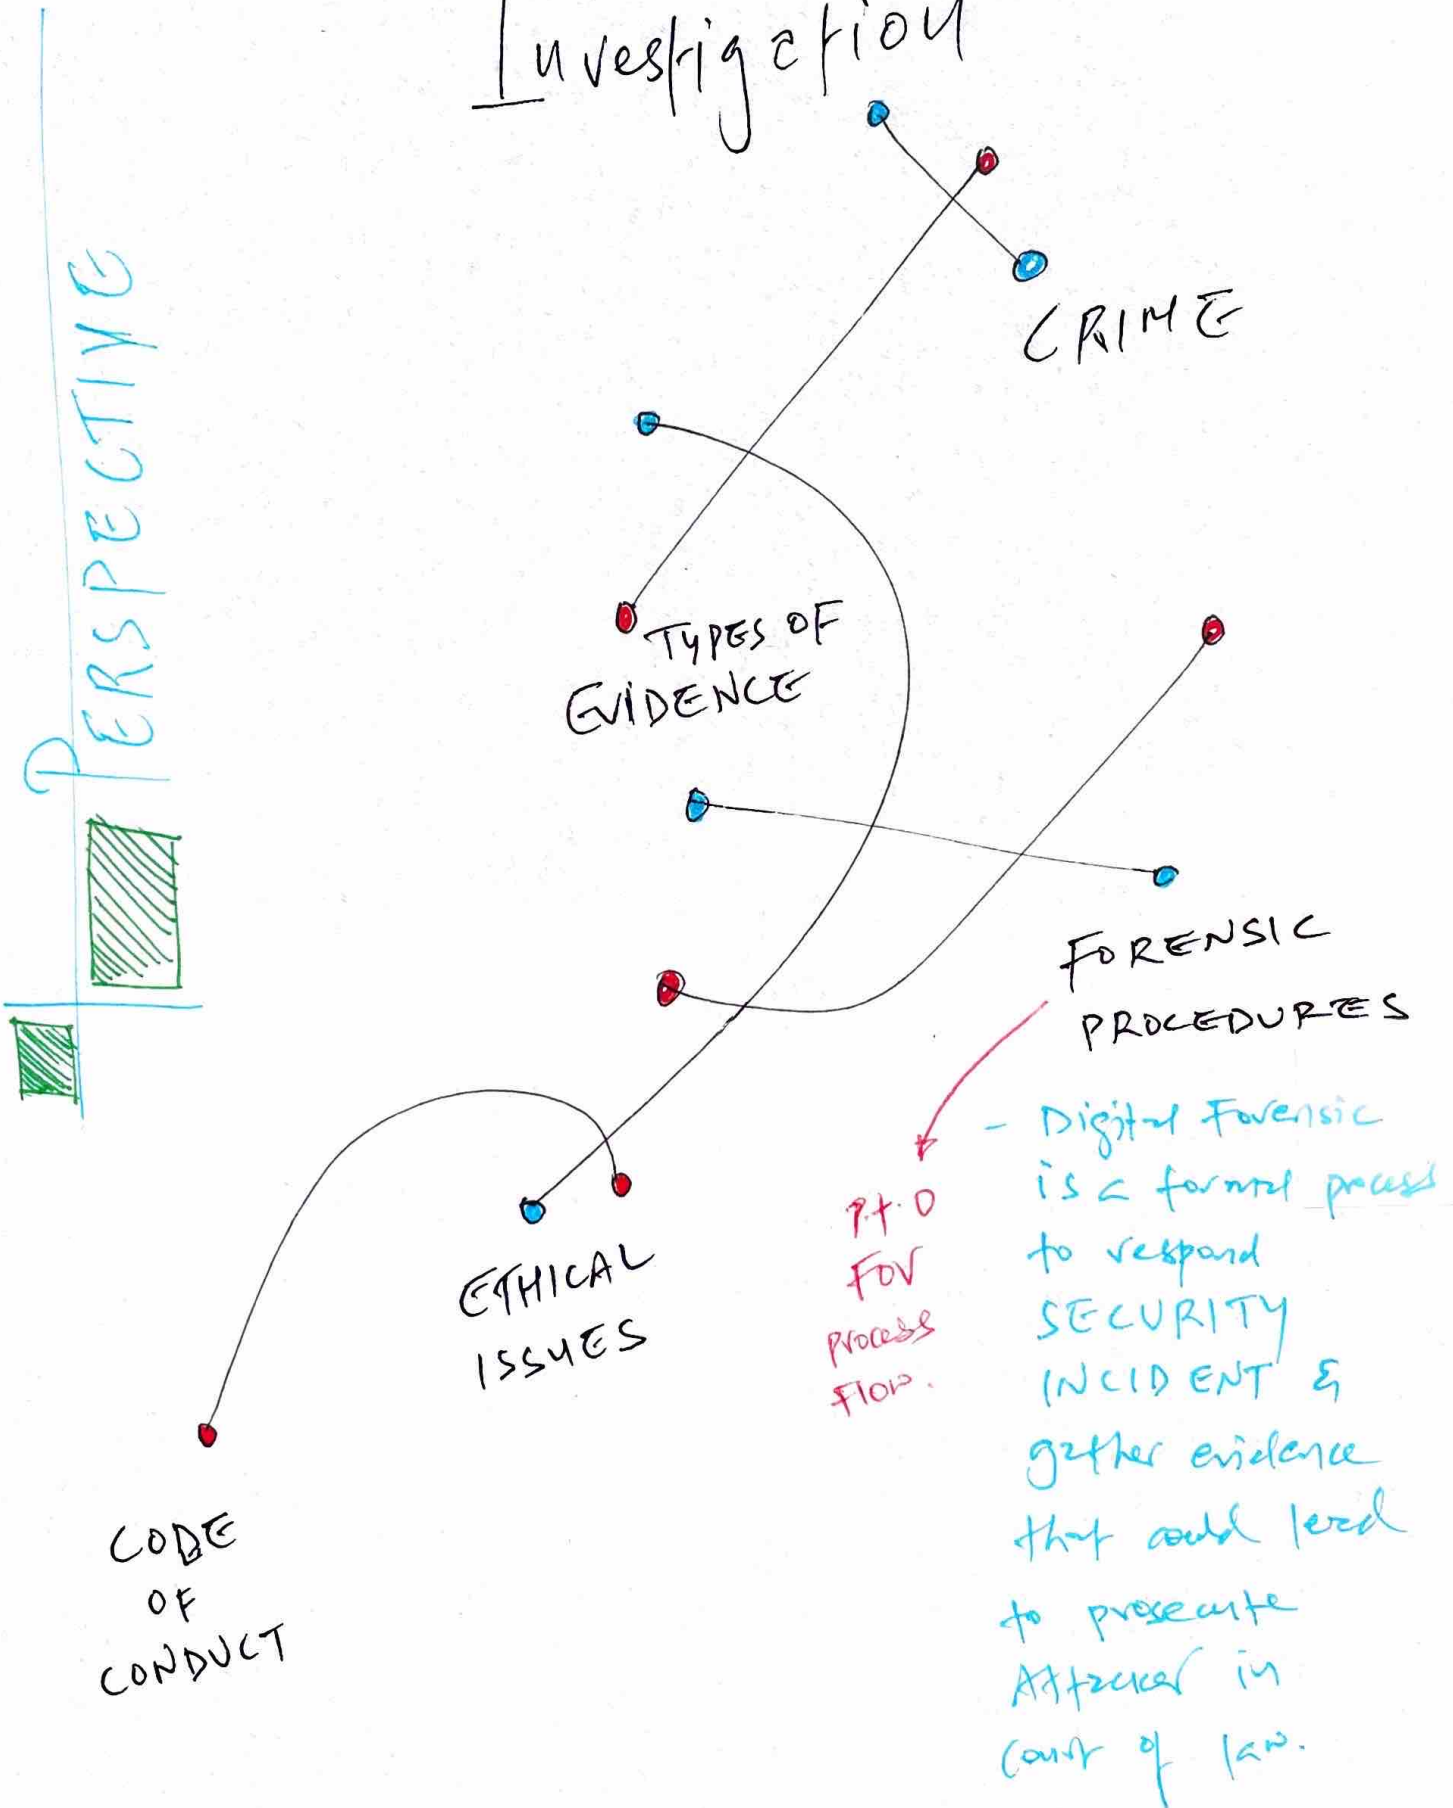 Investigation
PERSPECTIVE
CRIME
TYPES OF
EVIDENCE
FORENSIC
PROCEDURES
P.t.O
FOR
process
flow.
- Digital Forensic
is a formal process
to respond
SECURITY
INCIDENT &
gather evidence
that could lead
to prosecute
Attacker in
court of law.
ETHICAL
ISSUES
CODE
OF
CONDUCT